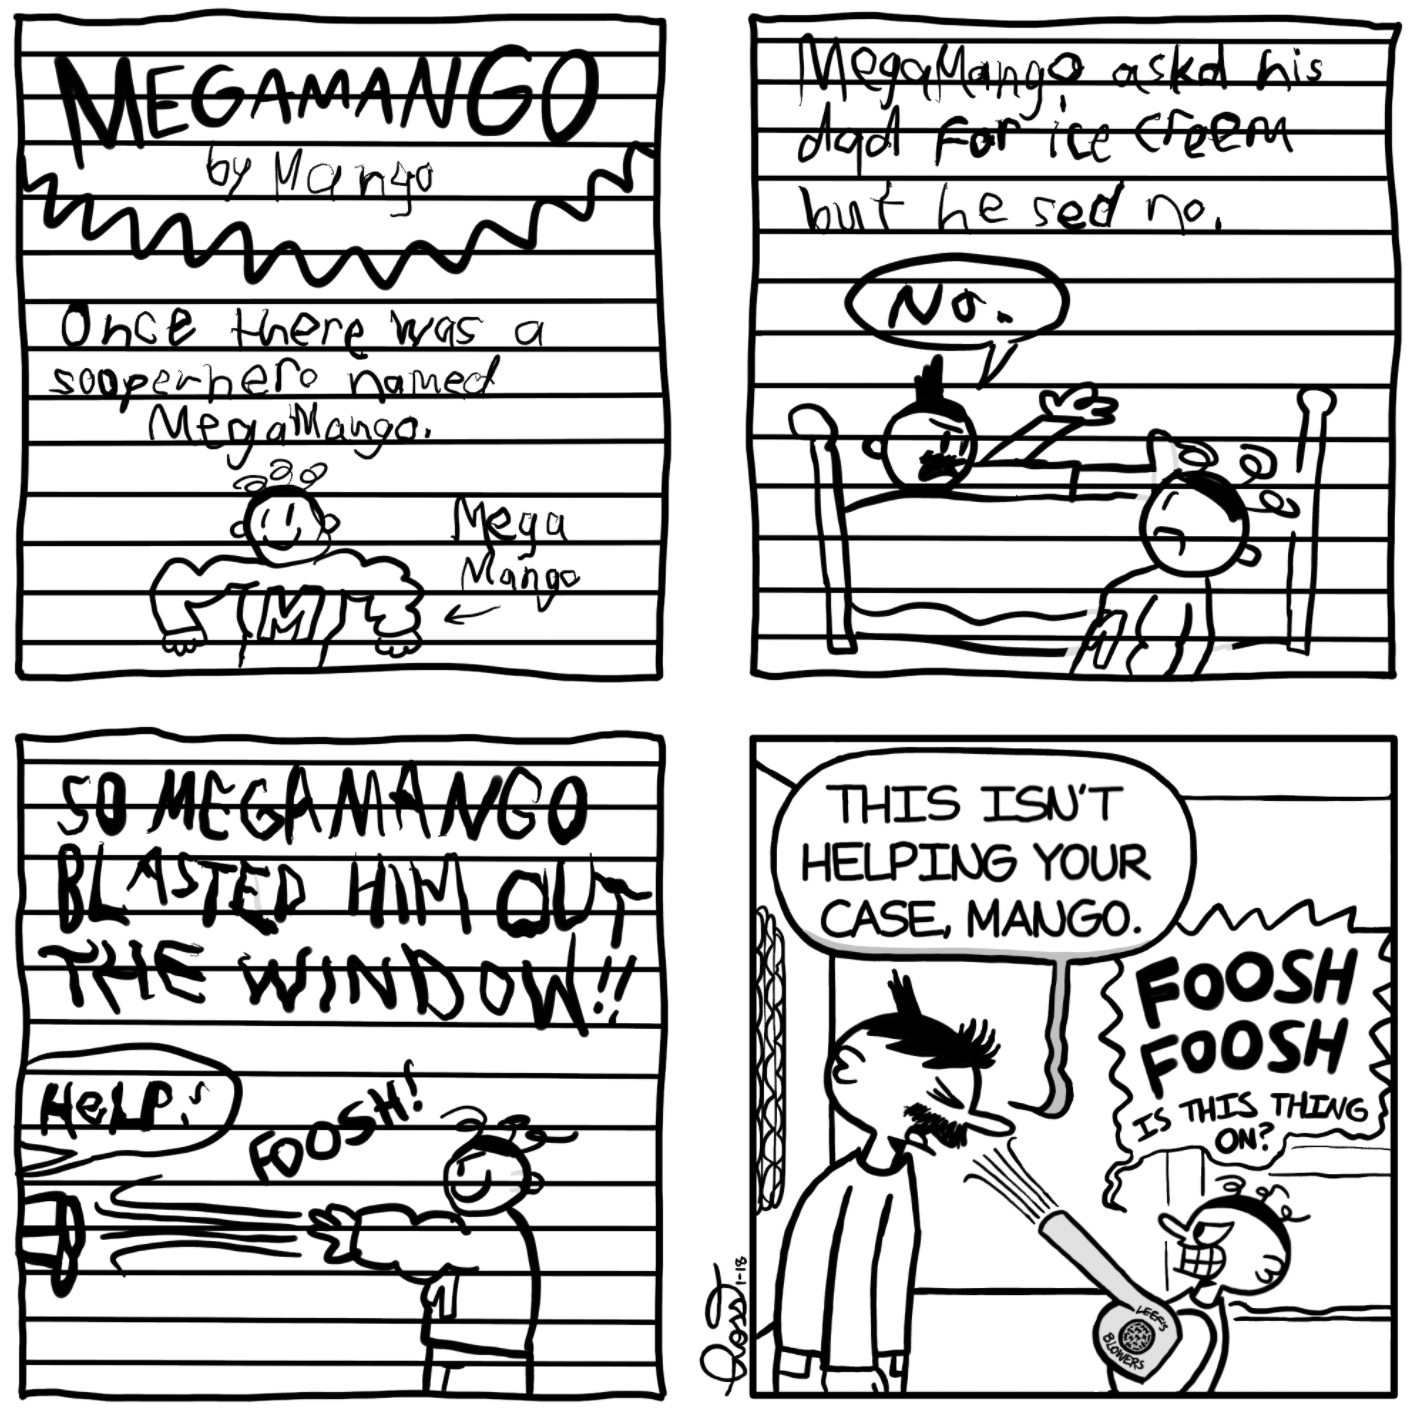 MEGAMANGO
by Mango
Once there was a
sooperhero named
MegaMango.
Mega
Mango
M
MegaMango askd his
dad For ice creem
but he sed no.
No.
SO MEGAMANGO
BLASTED HIM OUT
THE WINDOW!!
HELP!
FOOSH!
M
THIS ISN'T
HELPING YOUR
CASE, MANGO.
FOOSH
FOOSH
IS THIS THING
ON?
LEEF'S
BLOWERS
1-18